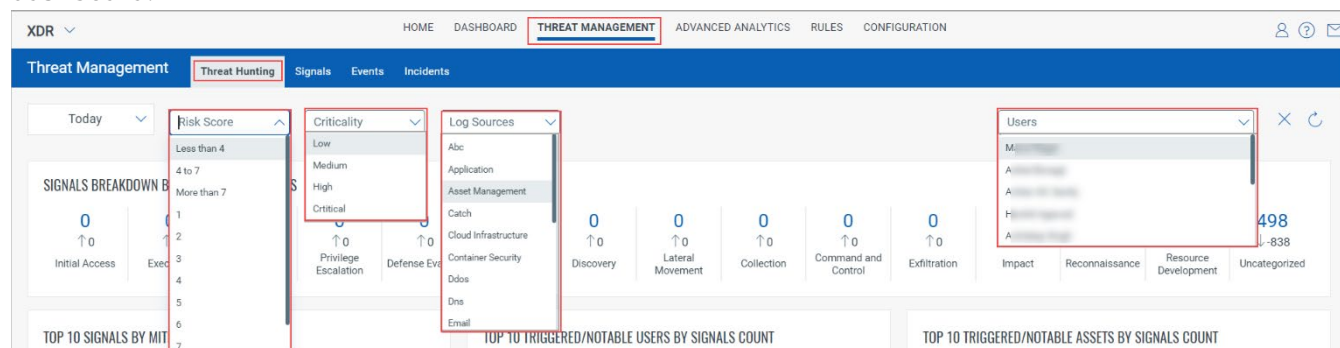 XDR
HOME DASHBOARD THREAT MANAGEMENT ADVANCED ANALYTICS RULES CONFIGURATION
Threat Management Threat Hunting Signals Events Incidents
Today Risk Score Criticality Log Sources Users
Less than 4
4 to 7
More than 7
1
2
3
4
5
6
7
Low
Medium
High
Crtitical
Abc
Application
Asset Management
Catch
Cloud Infrastructure
Container Security
Ddos
Dns
Email
M
A
A
H
A
SIGNALS BREAKDOWN B S
0 0 0 0 0 0 0 0 498
↑0 ↑0 ↑0 ↑0 ↑0 ↑0 ↑0 ↓-838
Initial Access Exec Privilege Escalation Defense Eva Discovery Lateral Movement Collection Command and Control Exfiltration Impact Reconnaissance Resource Development Uncategorized
TOP 10 SIGNALS BY MIT TOP 10 TRIGGERED/NOTABLE USERS BY SIGNALS COUNT TOP 10 TRIGGERED/NOTABLE ASSETS BY SIGNALS COUNT